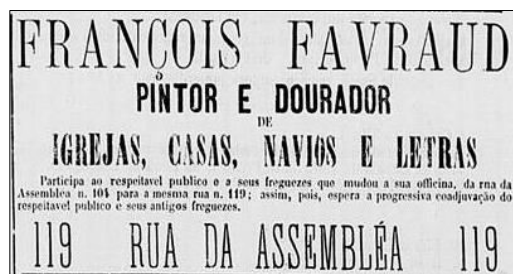 FRANÇOIS FAVRAUD
PINTOR E DOURADOR
DE
IGREJAS, CASAS, NAVIOS E LETRAS
Participa ao respeitavel publico e a seus freguezes que mudou a sua officina, da rua da
Assembléa n. 104 para a mesma rua n. 119; assim, pois, espera a progressiva coadjuvação do
respeitavel publico e seus antigos freguezes.
119 RUA DA ASSEMBLÉA 119